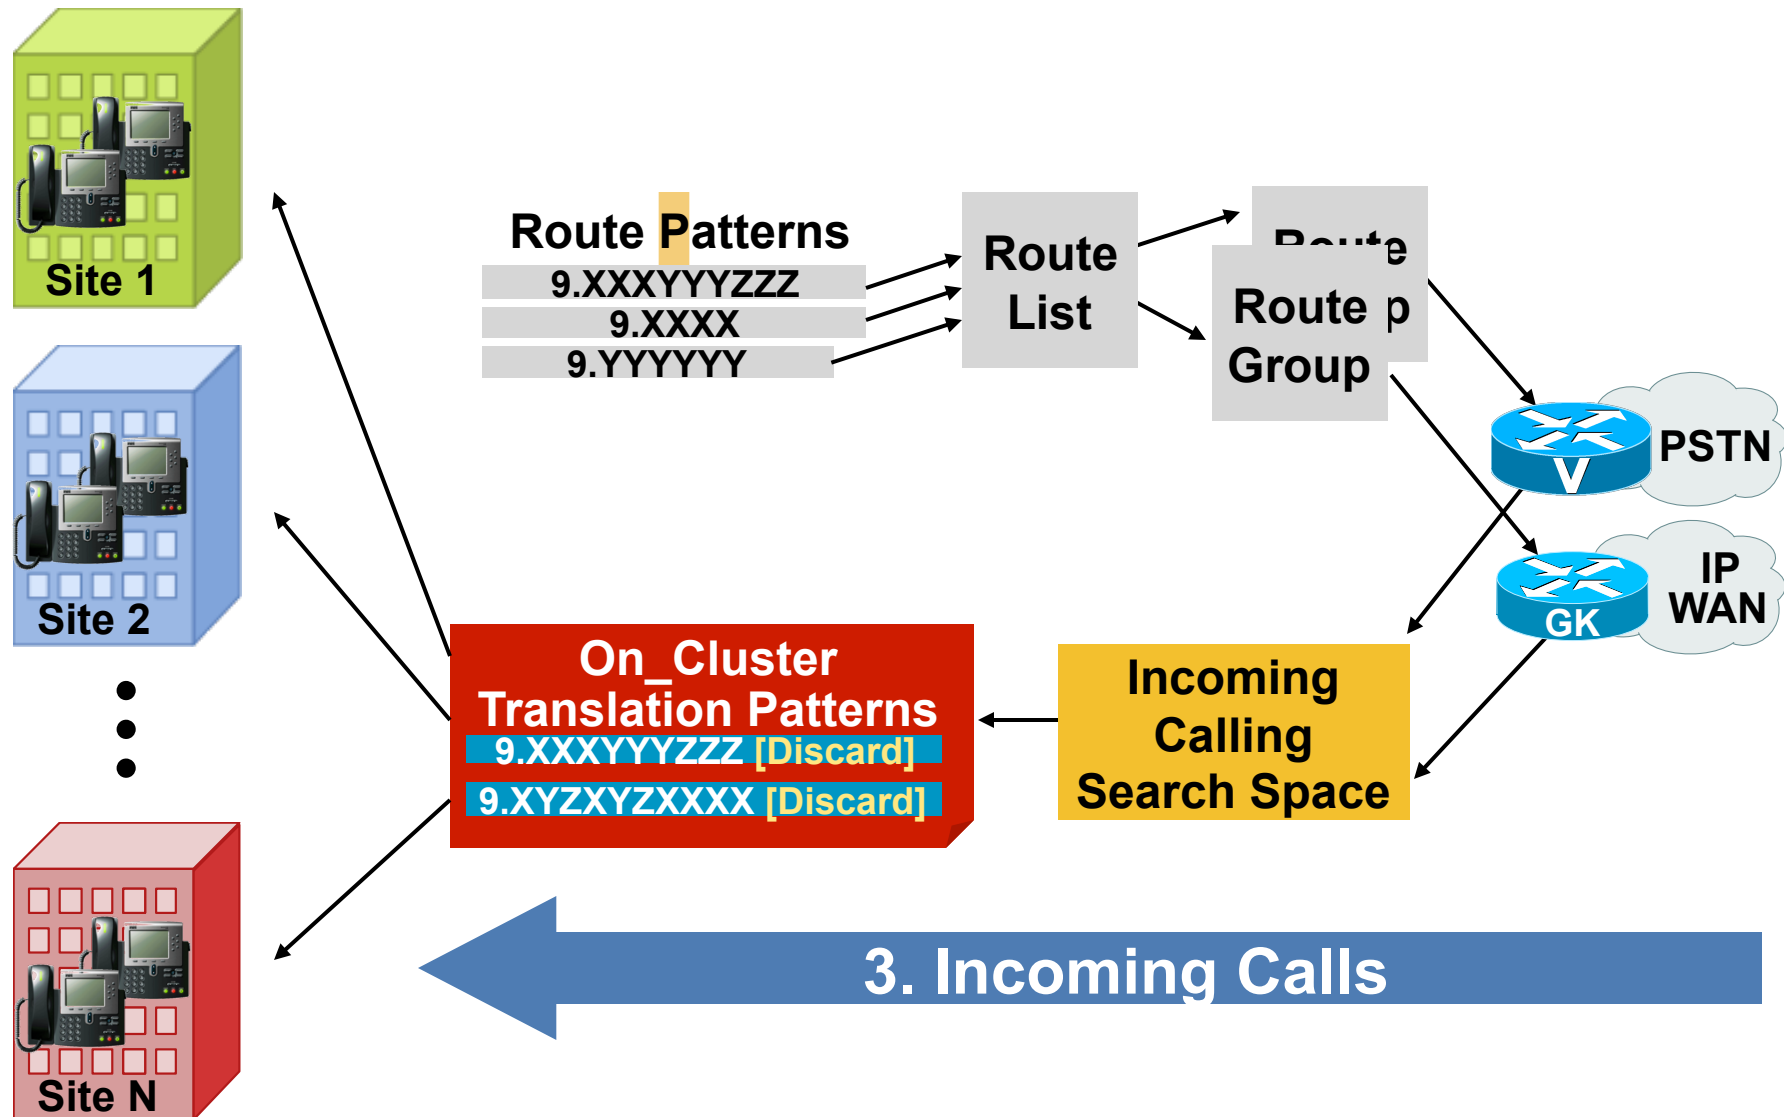 Site 1
Site 2
Site N
Route Patterns
9.XXXYYYZZZ
9.XXXX
9.YYYYYY
Route
List
Route
p
Route
Group
V
PSTN
GK
IP
WAN
On_Cluster
Translation Patterns
9.XXXYYYZZZ [Discard]
9.XYZXYZXXXX [Discard]
Incoming
Calling
Search Space
3. Incoming Calls